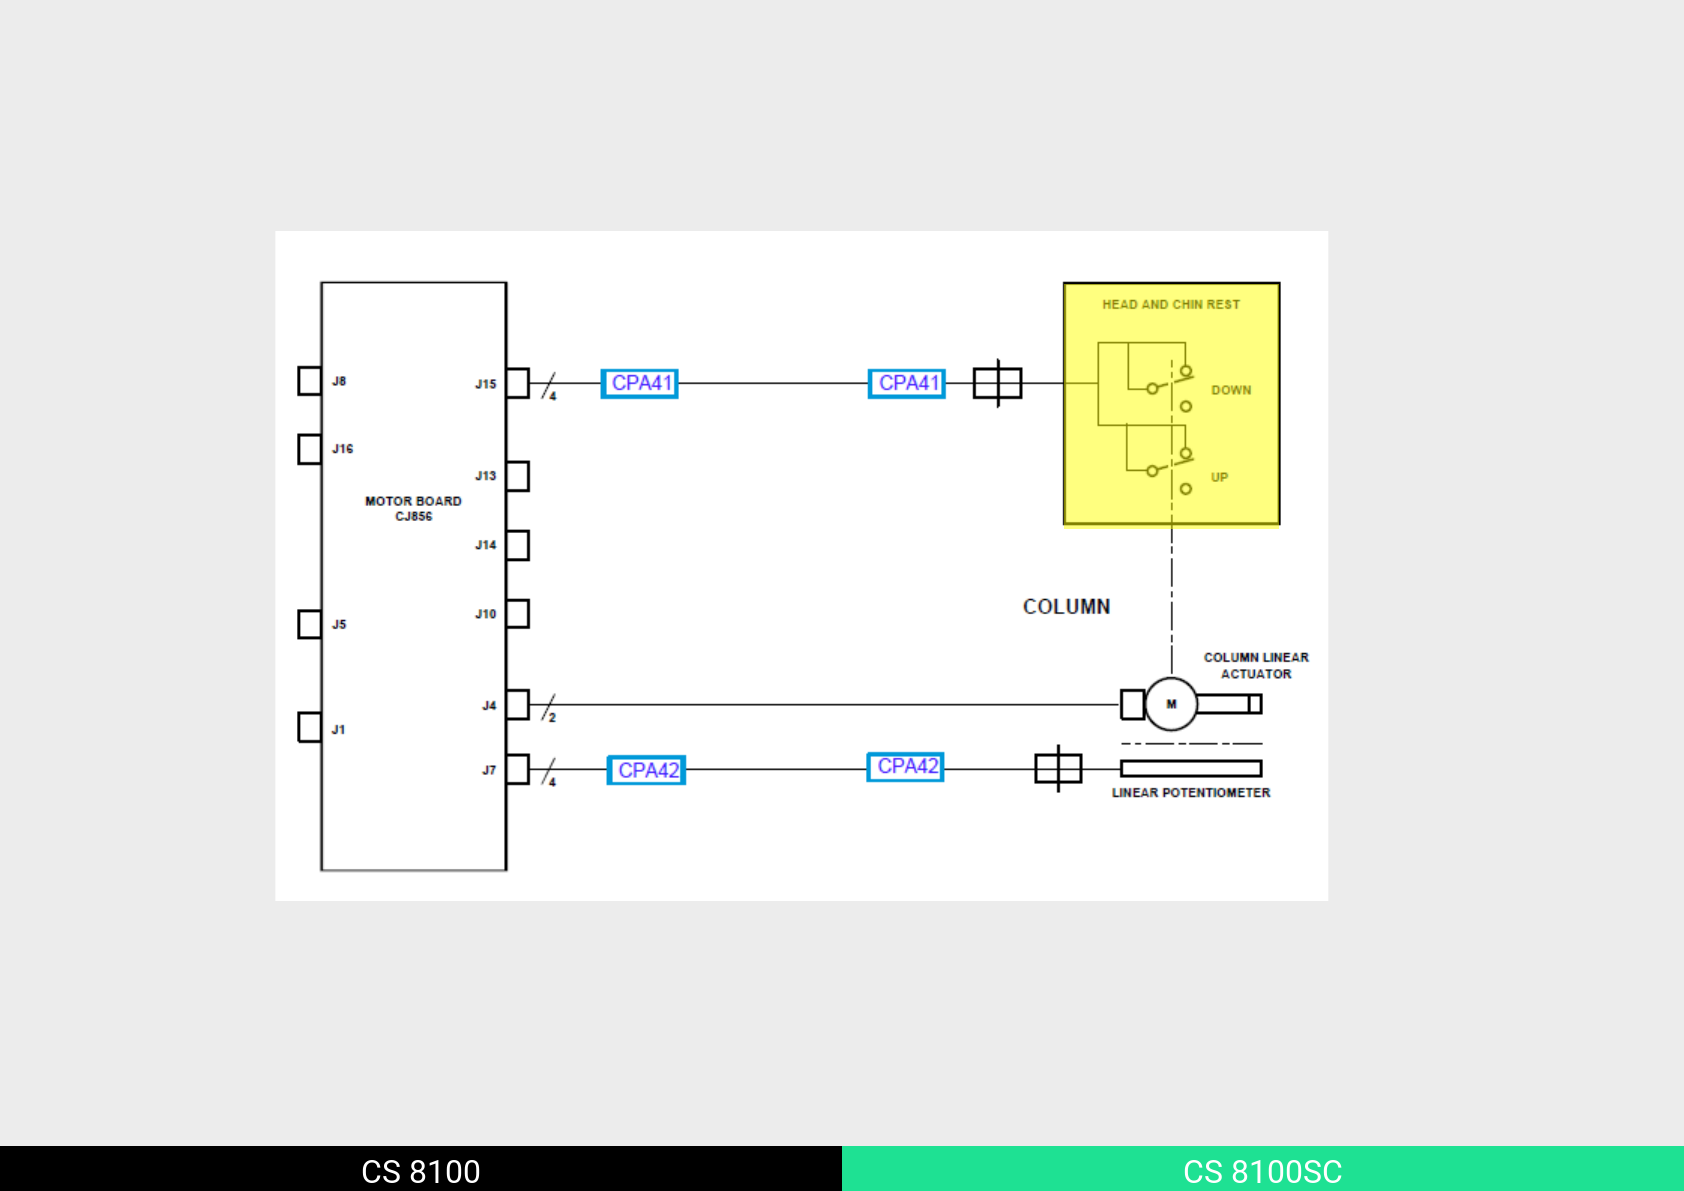 HEAD AND CHIN REST
J8
J15
CPA41
CPA41
4
DOWN
J16
J13
UP
MOTOR BOARD
CJ856
J14
J10
COLUMN
J5
COLUMN LINEAR
ACTUATOR
J4
2
M
J1
J7
4
CPA42
CPA42
LINEAR POTENTIOMETER
CS 8100
CS 8100SC